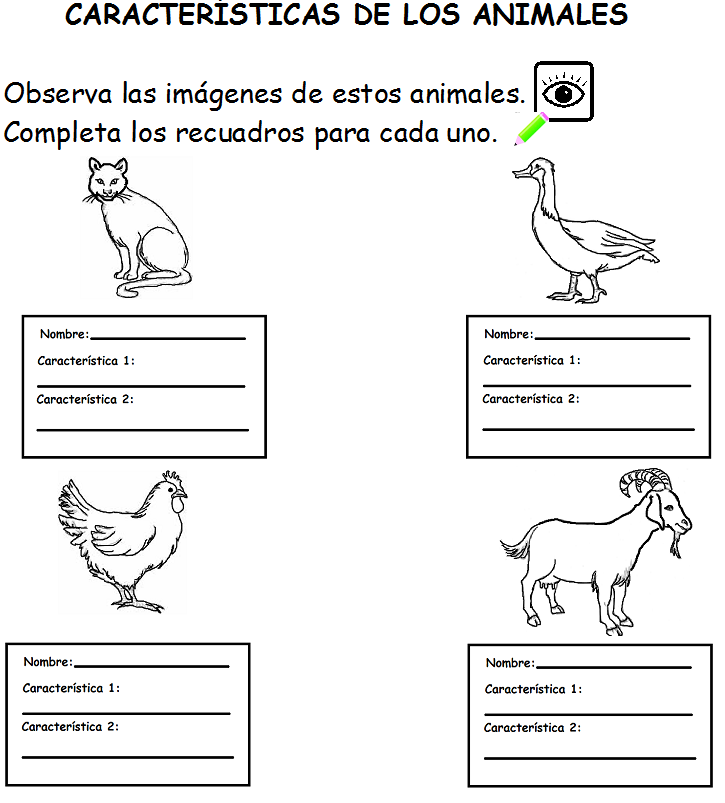 CARACTERÍSTICAS DE LOS ANIMALES
Observa las imágenes de estos animales.
Completa los recuadros para cada uno.
Nombre:
Característica 1:
Característica 2:
Nombre:
Característica 1:
Característica 2:
Nombre:
Característica 1:
Característica 2:
Nombre:
Característica 1:
Característica 2: